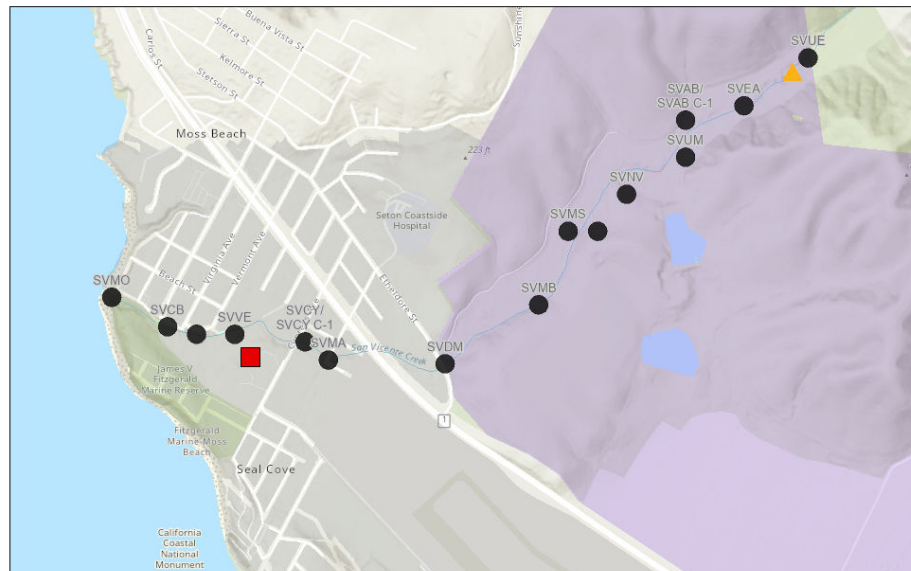 Buena Vista St
Sierra St
Carlos St
Kelmore St
Stetson St
Sunshine
SVUE
SVAB/
SVAB C-1
SVEA
Moss Beach
SVUM
223 ft
SVNV
Seton Coastside
Hospital
SVMS
Virginia Ave
Vermont Ave
Beach St
Etheldore St
SVMO
SVMB
SVCB
SVVE
SVCY/
SVCY C-1
SVMA
San Vicente Creek
SVDM
James V
Fitzgerald
Marine Reserve
1
Fitzgerald
Marine-Moss
Beach
Seal Cove
California
Coastal
National
Monument